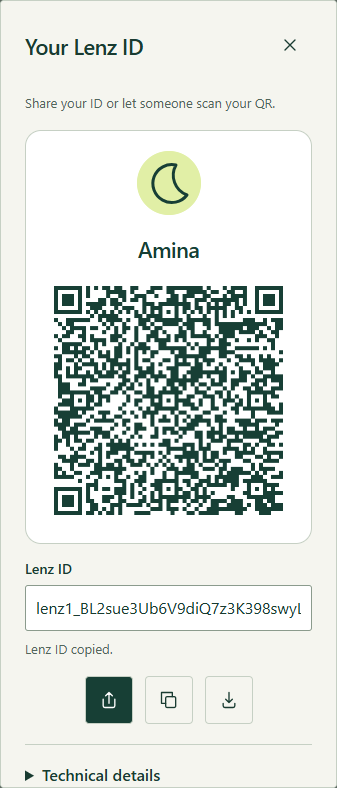 Your Lenz ID
Share your ID or let someone scan your QR.
Amina
Lenz ID
lenz1_BL2sue3Ub6V9diQ7z3K398swyL
Lenz ID copied.
Technical details